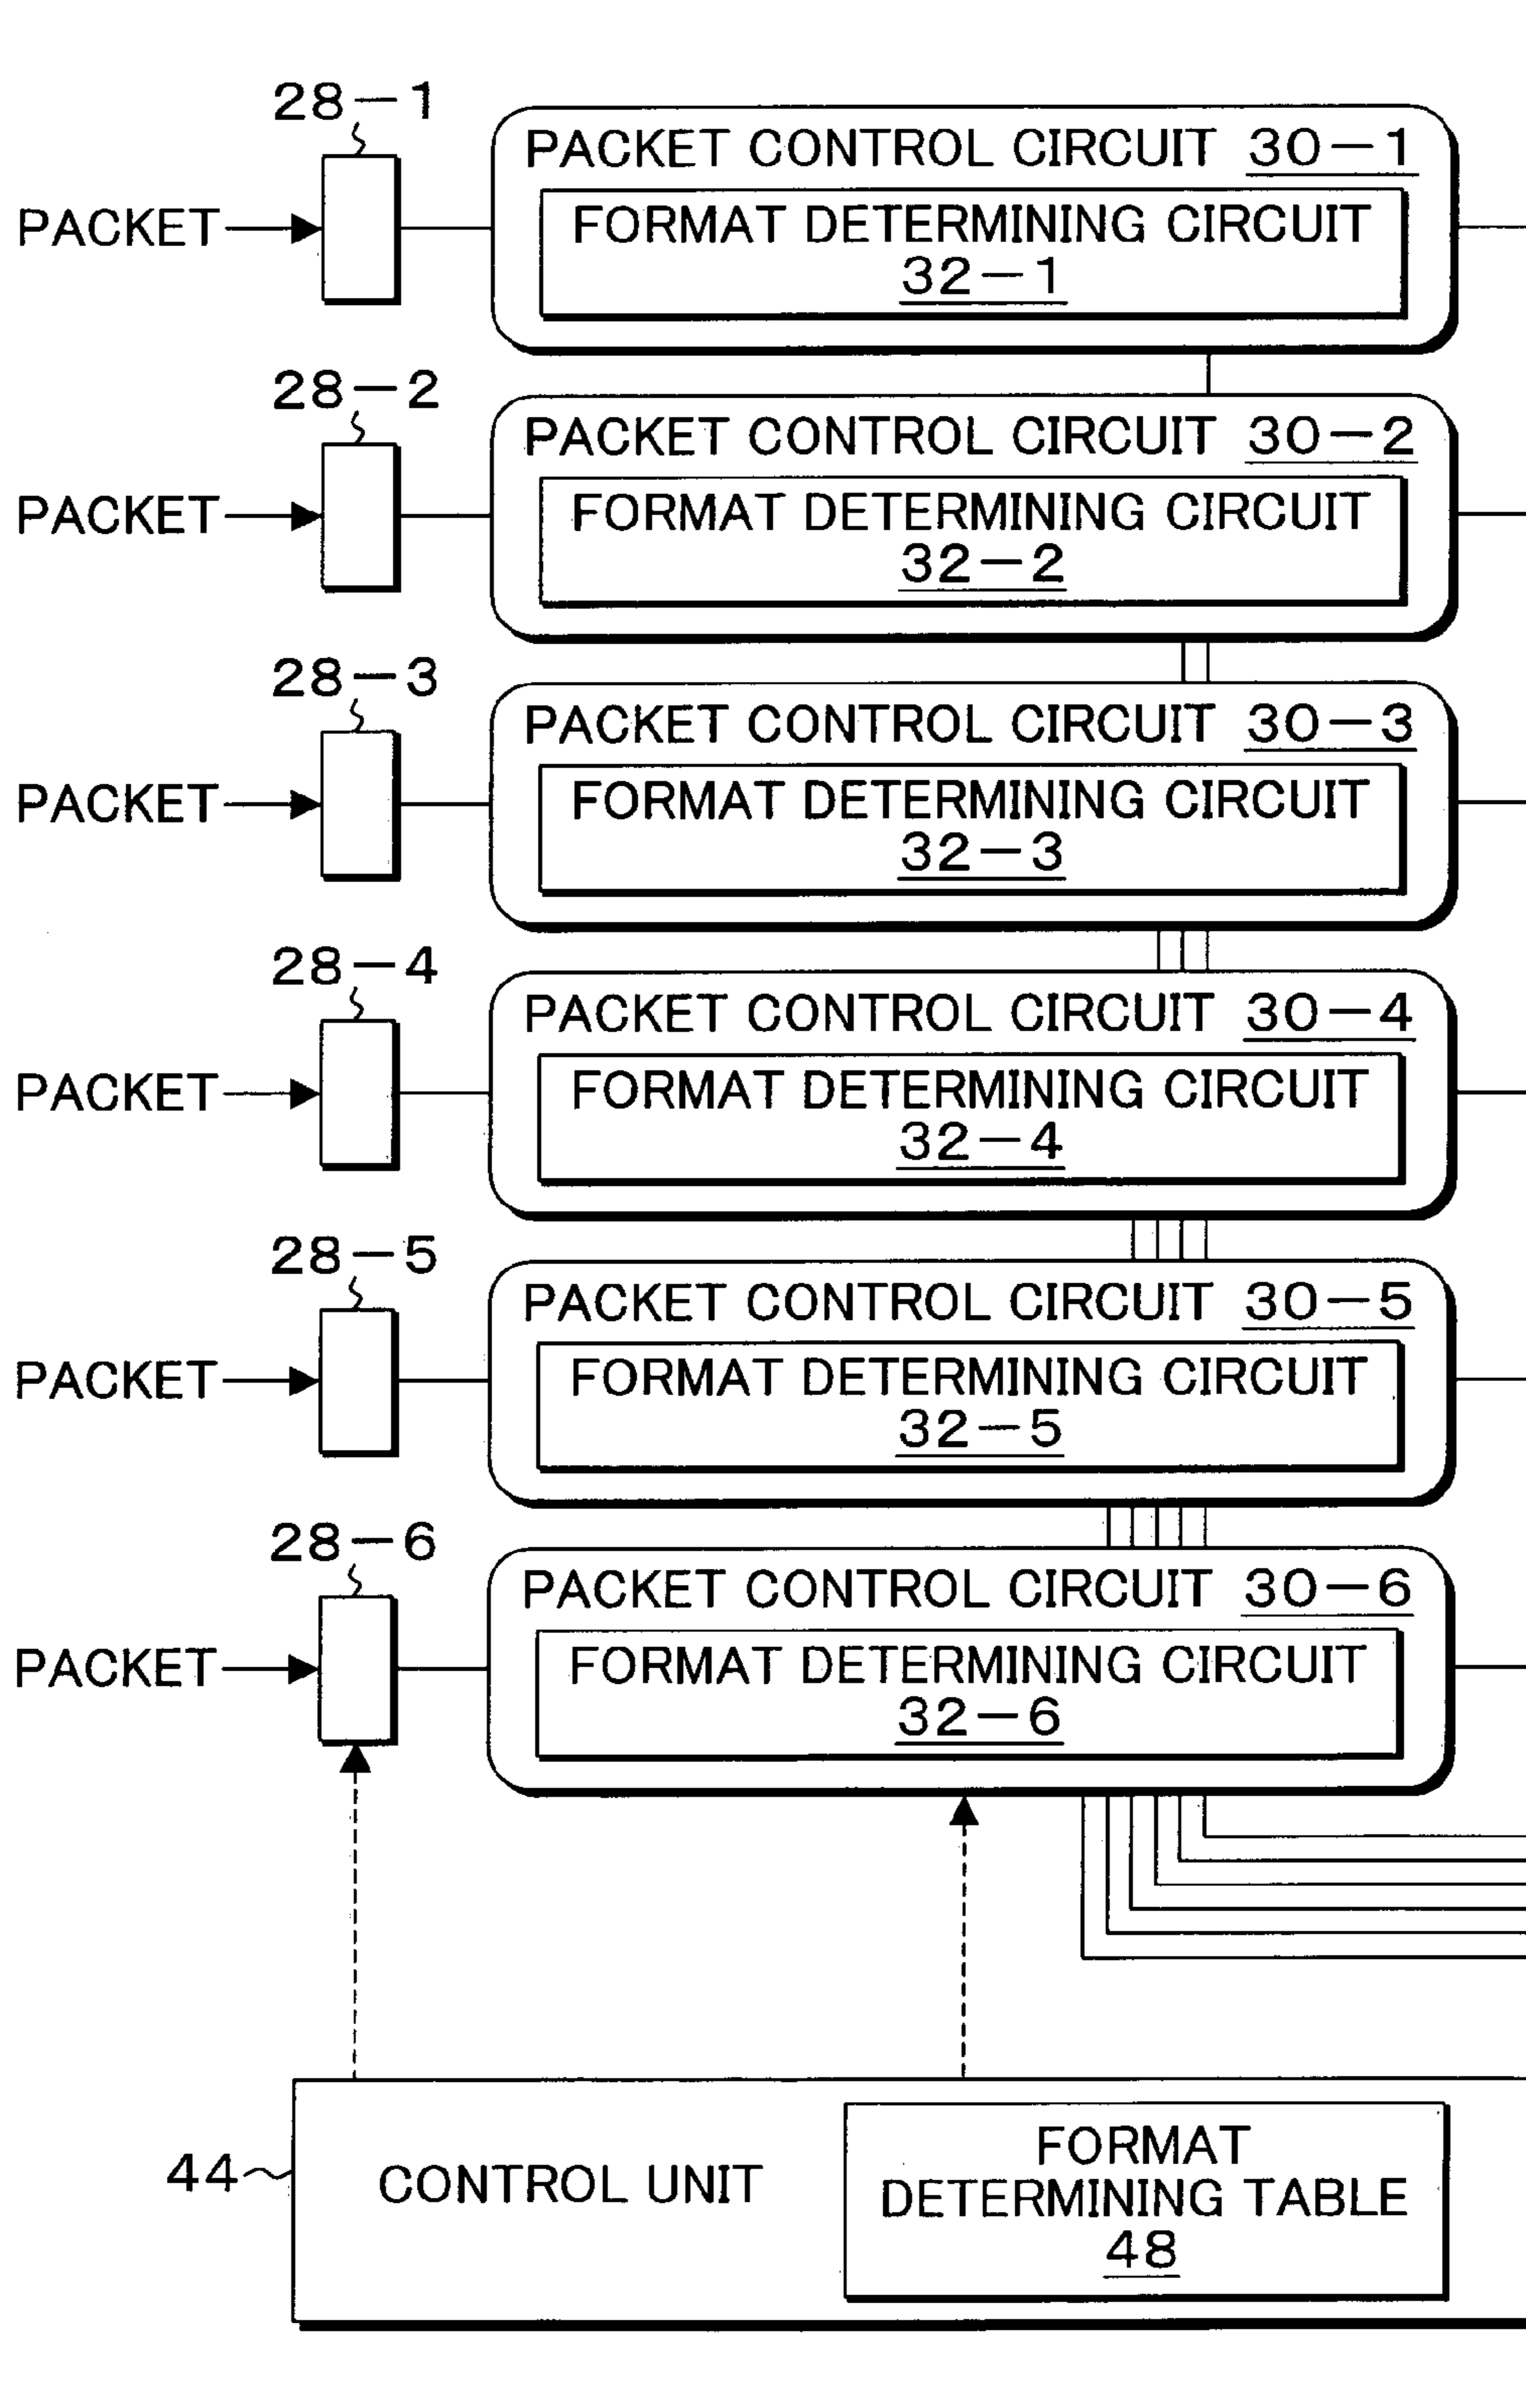 28-1
PACKET CONTROL CIRCUIT 30-1
PACKET
FORMAT DETERMINING CIRCUIT
32-1
28-2
PACKET CONTROL CIRCUIT 30-2
PACKET
FORMAT DETERMINING CIRCUIT
32-2
28-3
PACKET CONTROL CIRCUIT 30-3
PACKET
FORMAT DETERMINING CIRCUIT
32-3
28-4
PACKET CONTROL CIRCUIT 30-4
PACKET
FORMAT DETERMINING CIRCUIT
32-4
28-5
PACKET CONTROL CIRCUIT 30-5
PACKET
FORMAT DETERMINING CIRCUIT
32-5
28-6
PACKET CONTROL CIRCUIT 30-6
PACKET
FORMAT DETERMINING CIRCUIT
32-6
44
CONTROL UNIT
FORMAT
DETERMINING TABLE
48